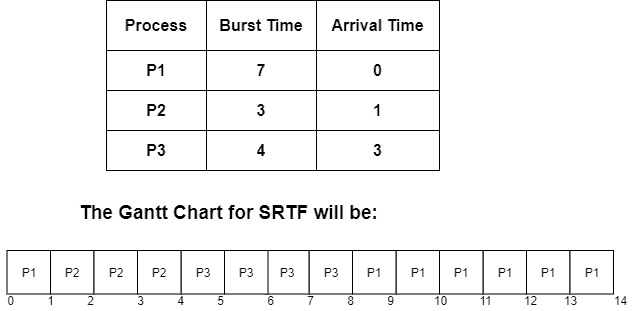 Process Burst Time Arrival Time
P1 7 0
P2 3 1
P3 4 3
The Gantt Chart for SRTF will be:
P1 P2 P2 P2 P3 P3 P3 P3 P1 P1 P1 P1 P1 P1
0 1 2 3 4 5 6 7 8 9 10 11 12 13 14